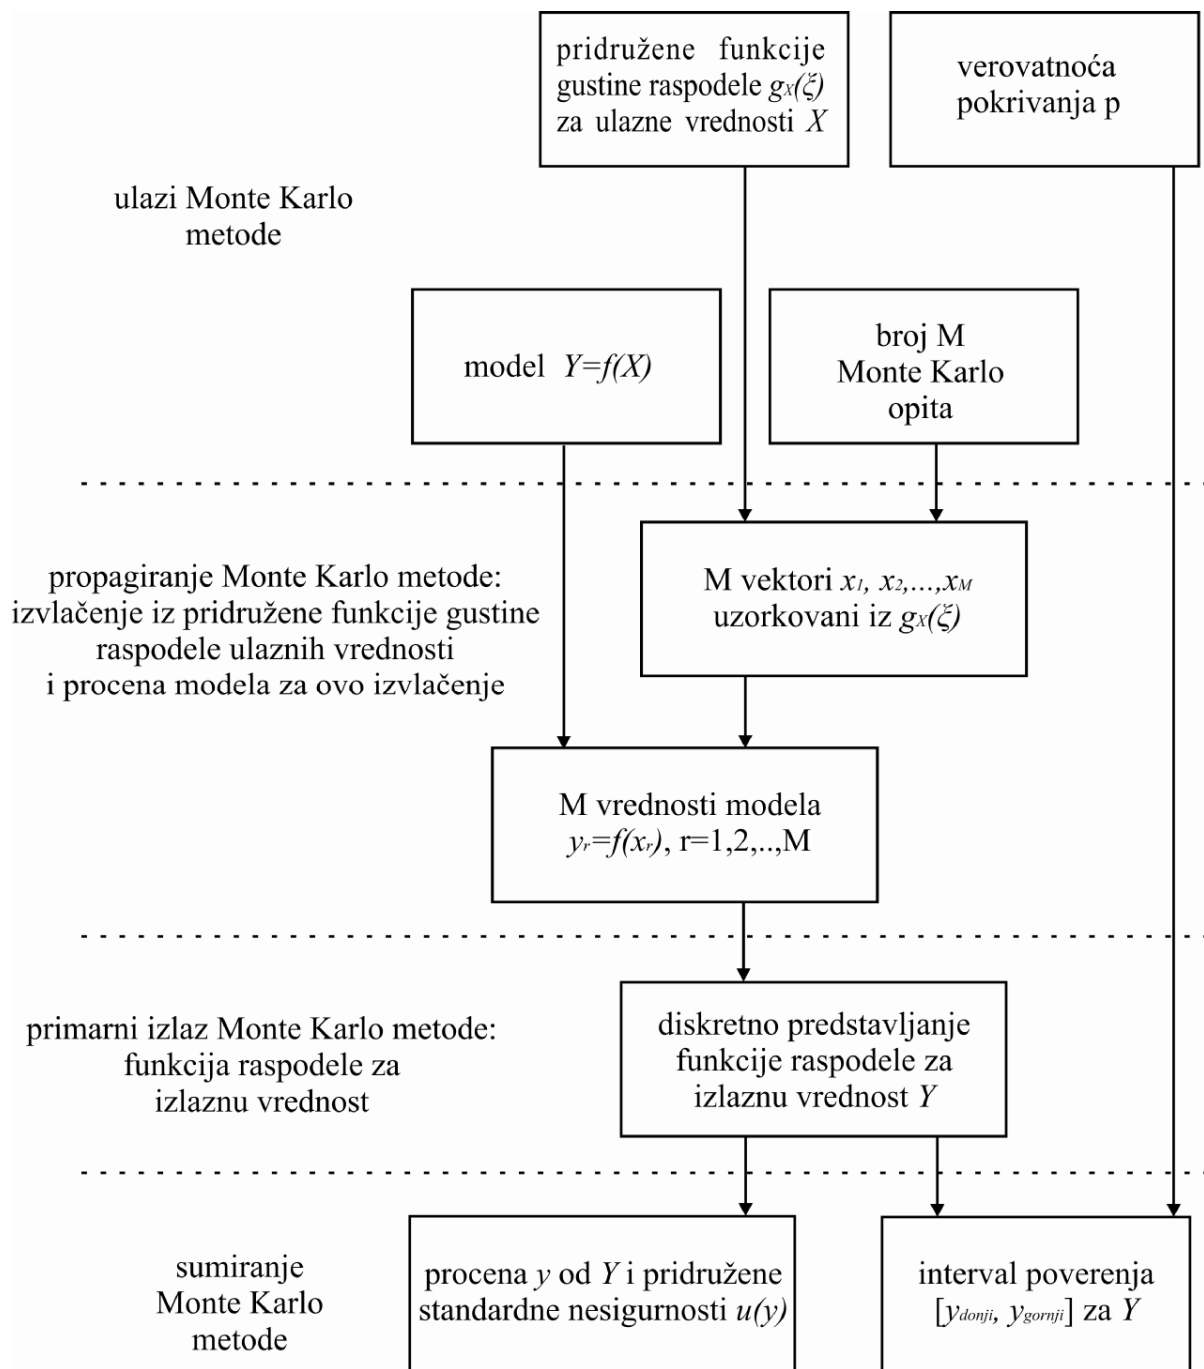 pridružene funkcije
gustine raspodele gX(ξ)
za ulazne vrednosti X
verovatnoća
pokrivanja p
ulazi Monte Karlo
metode
model Y=f(X)
broj M
Monte Karlo
opita
propagiranje Monte Karlo metode:
izvlačenje iz pridružene funkcije gustine
raspodele ulaznih vrednosti
i procena modela za ovo izvlačenje
M vektori x1, x2,...,xM
uzorkovani iz gX(ξ)
M vrednosti modela
yr=f(xr), r=1,2,..,M
primarni izlaz Monte Karlo metode:
funkcija raspodele za
izlaznu vrednost
diskretno predstavljanje
funkcije raspodele za
izlaznu vrednost Y
sumiranje
Monte Karlo
metode
procena y od Y i pridružene
standardne nesigurnosti u(y)
interval poverenja
[ydonji, ygornji] za Y